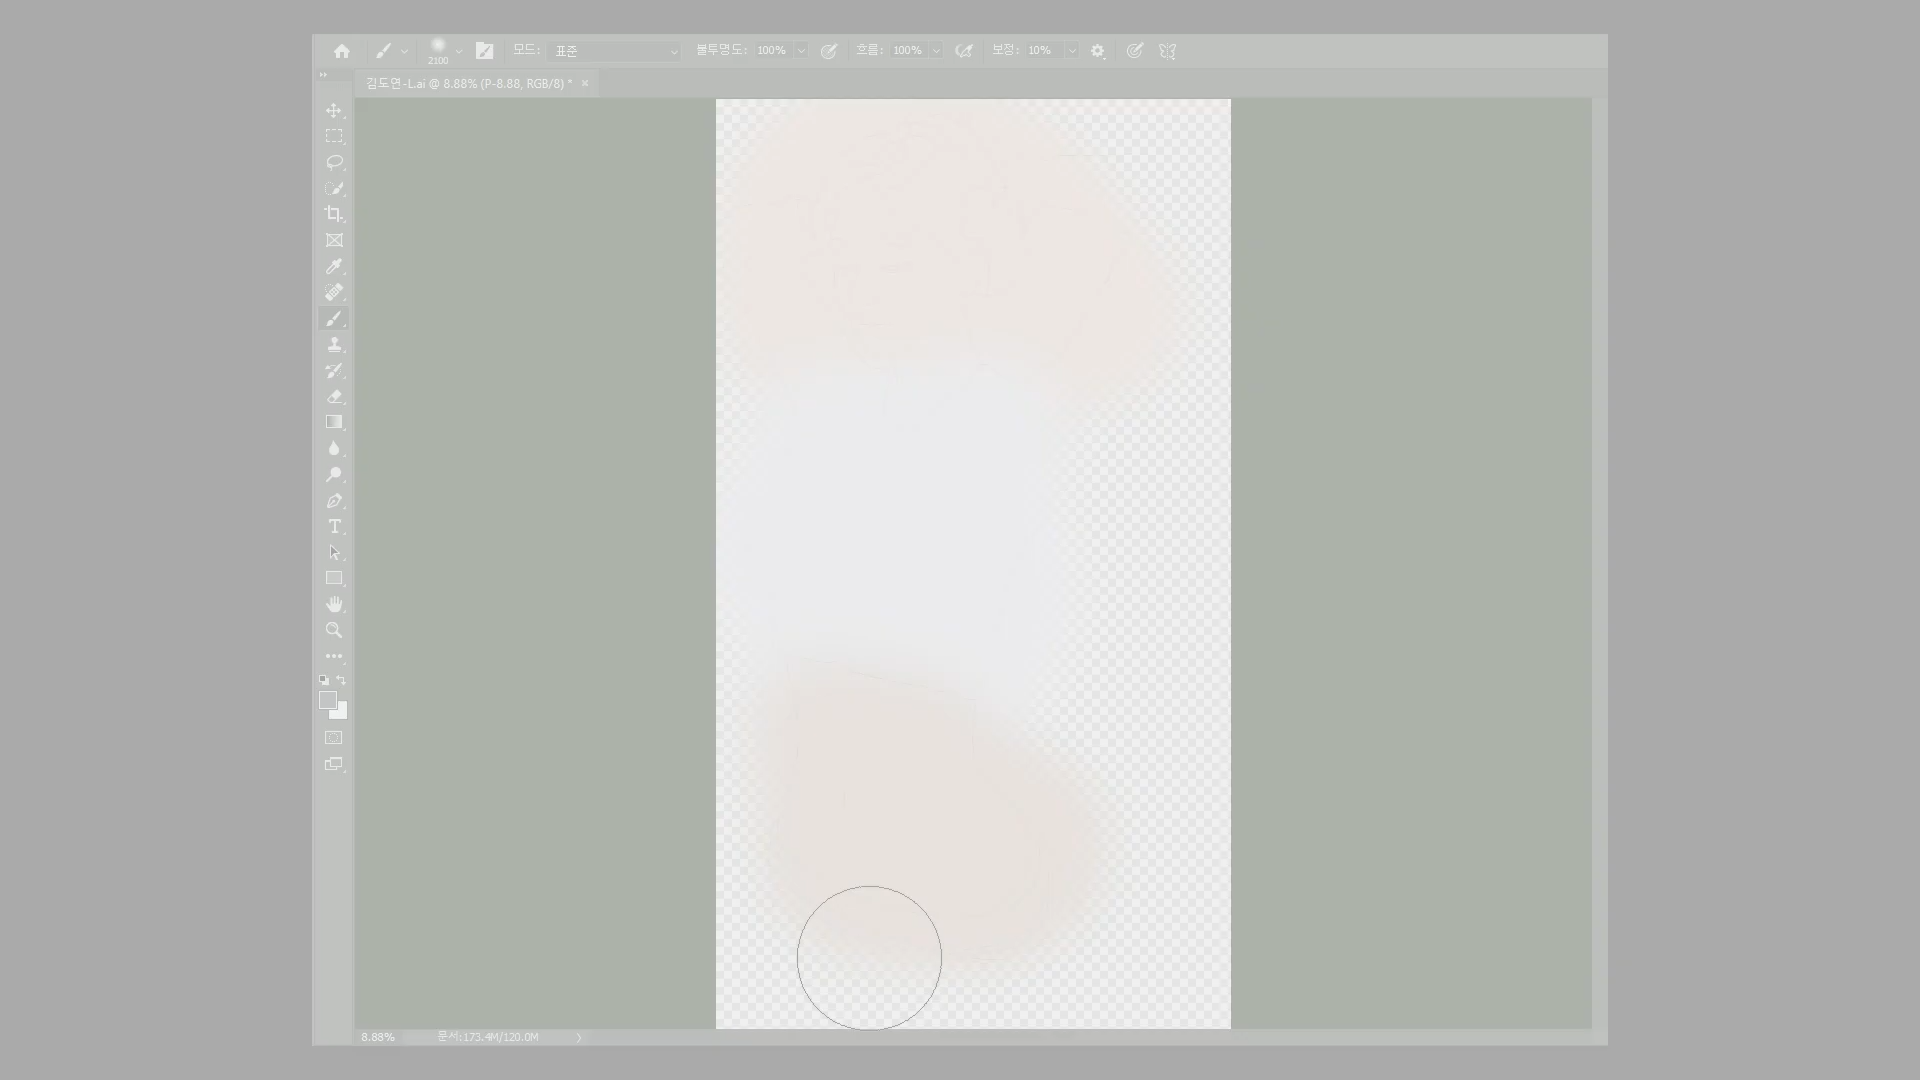 모드: 표준 불투명도: 100% 흐름: 100% 보정: 10%
2100
김도면-L.ai @ 8.88% (P-8.88, RGB/8) *
8.88% 문서:173.4M/120.0M